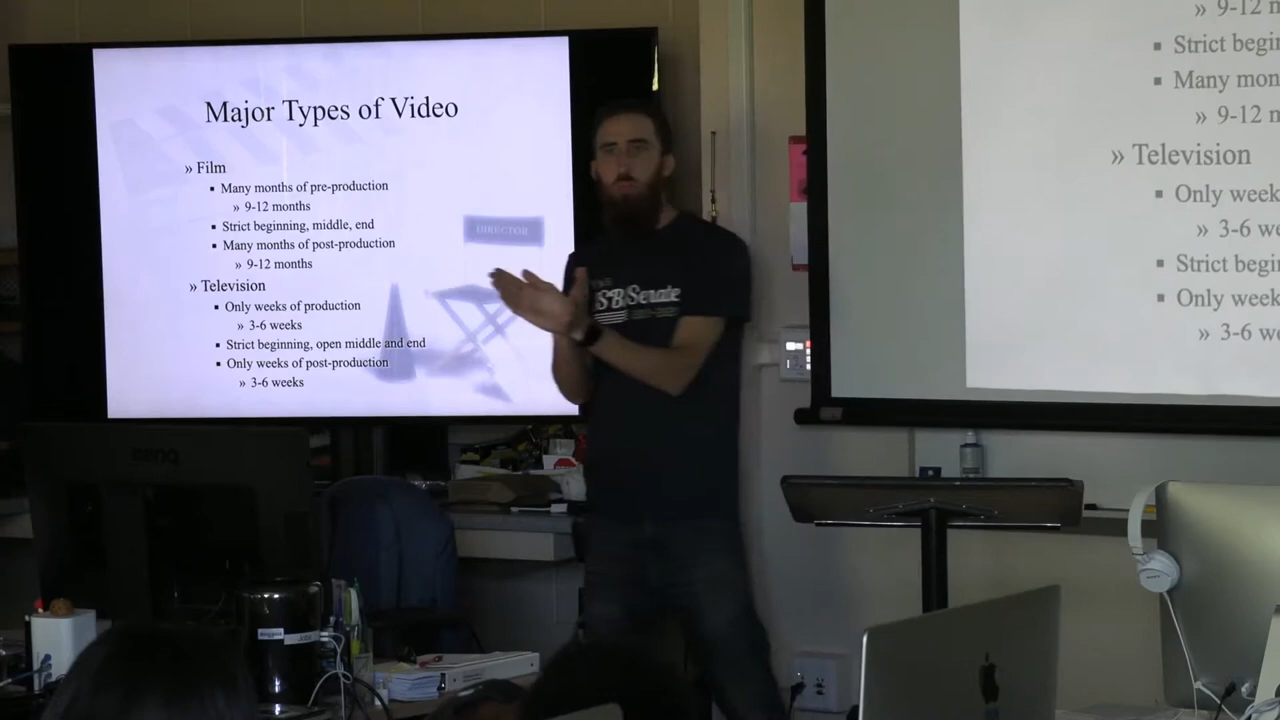 Major Types of Video
» Film
▪ Many months of pre-production
» 9-12 months
▪ Strict beginning, middle, end
▪ Many months of post-production
» 9-12 months
» Television
▪ Only weeks of production
» 3-6 weeks
▪ Strict beginning, open middle and end
▪ Only weeks of post-production
» 3-6 weeks
DIRECTOR
» 9-12 m
▪ Strict begi
▪ Many mon
» 9-12 m
» Television
▪ Only week
» 3-6 we
▪ Strict begi
▪ Only week
» 3-6 we
BenQ
SONY